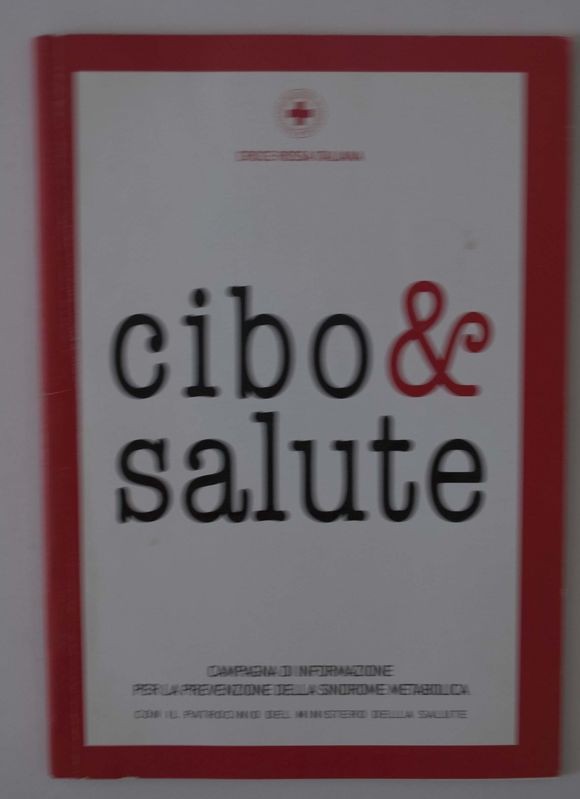 CROCE ROSSA ITALIANA
cibo &
salute
CAMPAGNA DI INFORMAZIONE
PER LA PREVENZIONE DELLA SINDROME METABOLICA
CON IL PATROCINIO DEL MINISTERO DELLA SALUTE